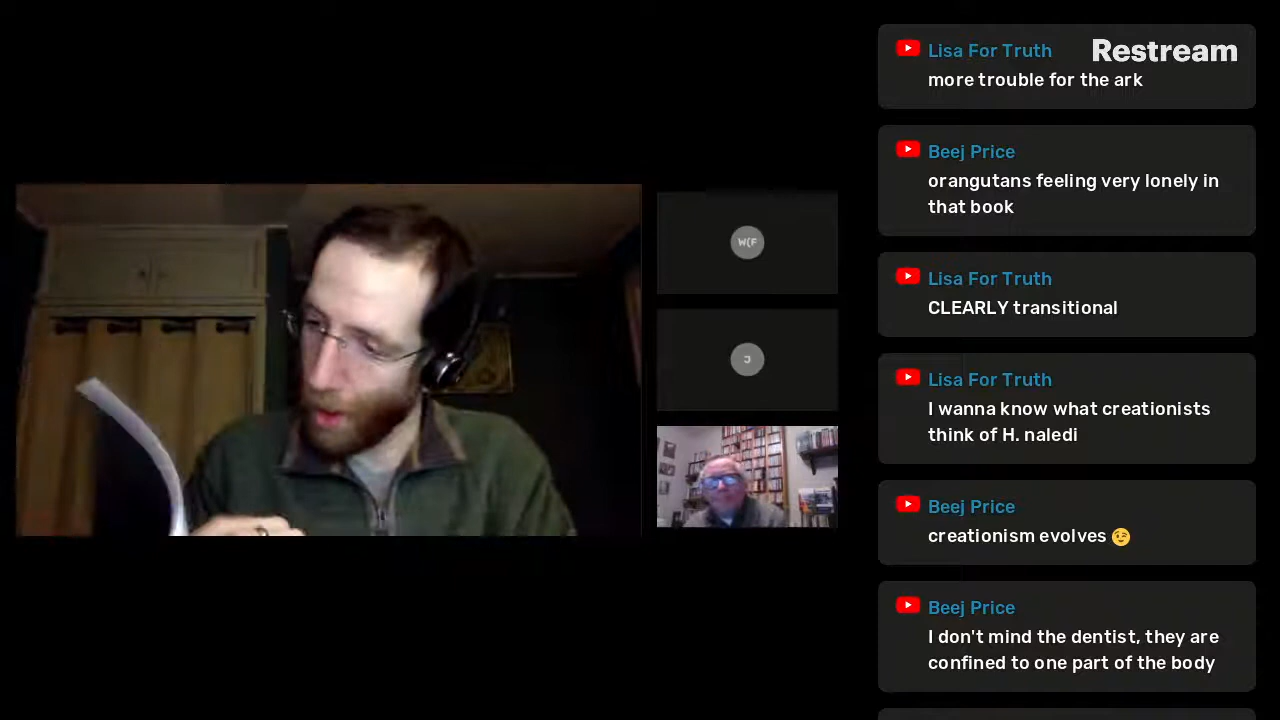 Restream
Lisa For Truth
more trouble for the ark
Beej Price
orangutans feeling very lonely in
that book
Lisa For Truth
CLEARLY transitional
Lisa For Truth
I wanna know what creationists
think of H. naledi
Beej Price
creationism evolves 😉
Beej Price
I don't mind the dentist, they are
confined to one part of the body
W(F
J